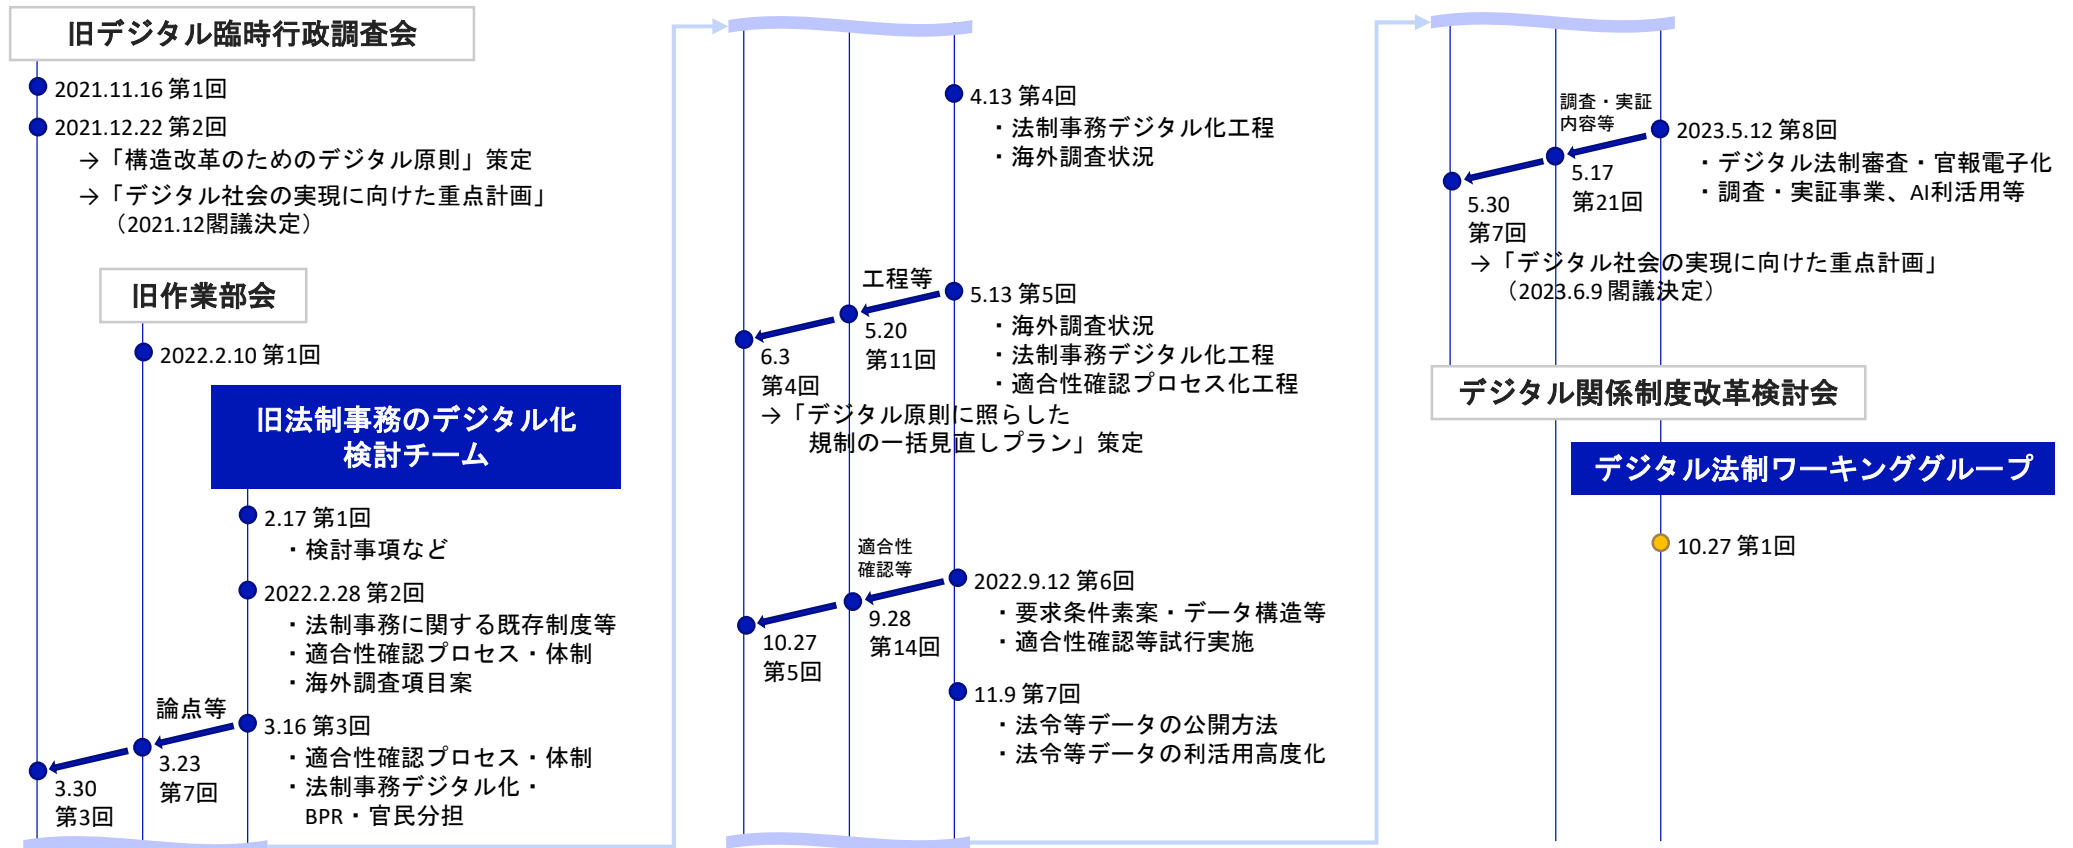 旧デジタル臨時行政調査会
2021.11.16 第1回
2021.12.22 第2回
→「構造改革のためのデジタル原則」策定
→「デジタル社会の実現に向けた重点計画」
（2021.12閣議決定）
旧作業部会
2022.2.10 第1回
旧法制事務のデジタル化
検討チーム
2.17 第1回
・検討事項など
2022.2.28 第2回
・法制事務に関する既存制度等
・適合性確認プロセス・体制
・海外調査項目案
論点等
3.16 第3回
・適合性確認プロセス・体制
・法制事務デジタル化・
BPR・官民分担
3.23
第7回
3.30
第3回
4.13 第4回
・法制事務デジタル化工程
・海外調査状況
工程等
5.13 第5回
・海外調査状況
・法制事務デジタル化工程
・適合性確認プロセス化工程
5.20
第11回
6.3
第4回
→「デジタル原則に照らした
規制の一括見直しプラン」策定
適合性
確認等
2022.9.12 第6回
・要求条件素案・データ構造等
・適合性確認等試行実施
9.28
第14回
10.27
第5回
11.9 第7回
・法令等データの公開方法
・法令等データの利活用高度化
調査・実証
内容等
2023.5.12 第8回
・デジタル法制審査・官報電子化
・調査・実証事業、AI利活用等
5.17
第21回
5.30
第7回
→「デジタル社会の実現に向けた重点計画」
（2023.6.9 閣議決定）
デジタル関係制度改革検討会
デジタル法制ワーキンググループ
10.27 第1回